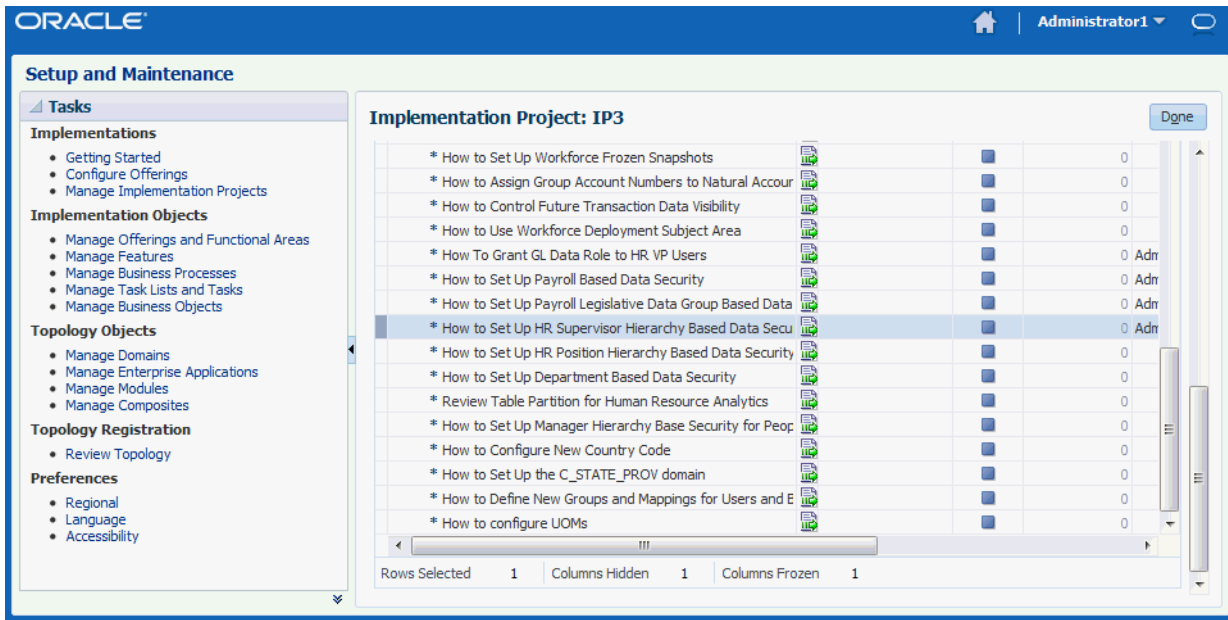 ORACLE
Administrator1
Setup and Maintenance
Tasks
Implementations
Getting Started
Configure Offerings
Manage Implementation Projects
Implementation Objects
Manage Offerings and Functional Areas
Manage Features
Manage Business Processes
Manage Task Lists and Tasks
Manage Business Objects
Topology Objects
Manage Domains
Manage Enterprise Applications
Manage Modules
Manage Composites
Topology Registration
Review Topology
Preferences
Regional
Language
Accessibility
Implementation Project: IP3
Done
* How to Set Up Workforce Frozen Snapshots 0
* How to Assign Group Account Numbers to Natural Accour 0
* How to Control Future Transaction Data Visibility 0
* How to Use Workforce Deployment Subject Area 0
* How To Grant GL Data Role to HR VP Users 0 Adm
* How to Set Up Payroll Based Data Security 0 Adm
* How to Set Up Payroll Legislative Data Group Based Data 0 Adm
* How to Set Up HR Supervisor Hierarchy Based Data Secu 0 Adm
* How to Set Up HR Position Hierarchy Based Data Security 0
* How to Set Up Department Based Data Security 0
* Review Table Partition for Human Resource Analytics 0
* How to Set Up Manager Hierarchy Base Security for Peop 0
* How to Configure New Country Code 0
* How to Set Up the C_STATE_PROV domain 0
* How to Define New Groups and Mappings for Users and B 0
* How to configure UOMs 0
Rows Selected 1 Columns Hidden 1 Columns Frozen 1